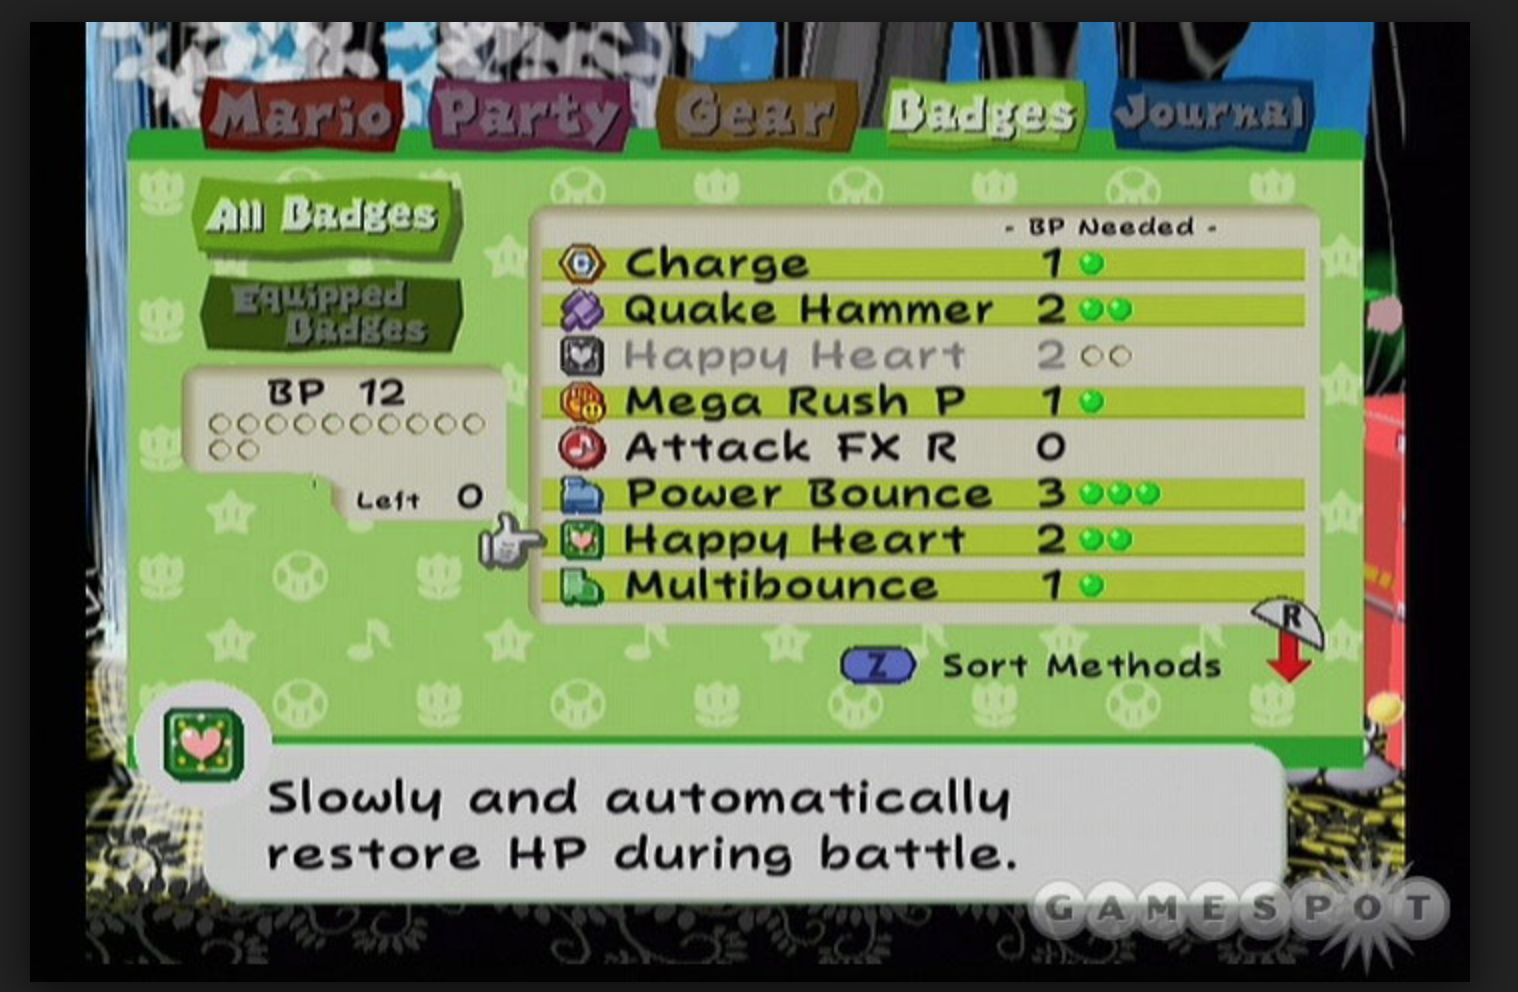 Mario Party Gear Badges Journal
All Badges
Equipped
Badges
BP 12
Left 0
- BP Needed -
Charge 1
Quake Hammer 2
Happy Heart 2
Mega Rush P 1
Attack FX R 0
Power Bounce 3
Happy Heart 2
Multibounce 1
R
Z Sort Methods
Slowly and automatically
restore HP during battle.
GAMESPOT